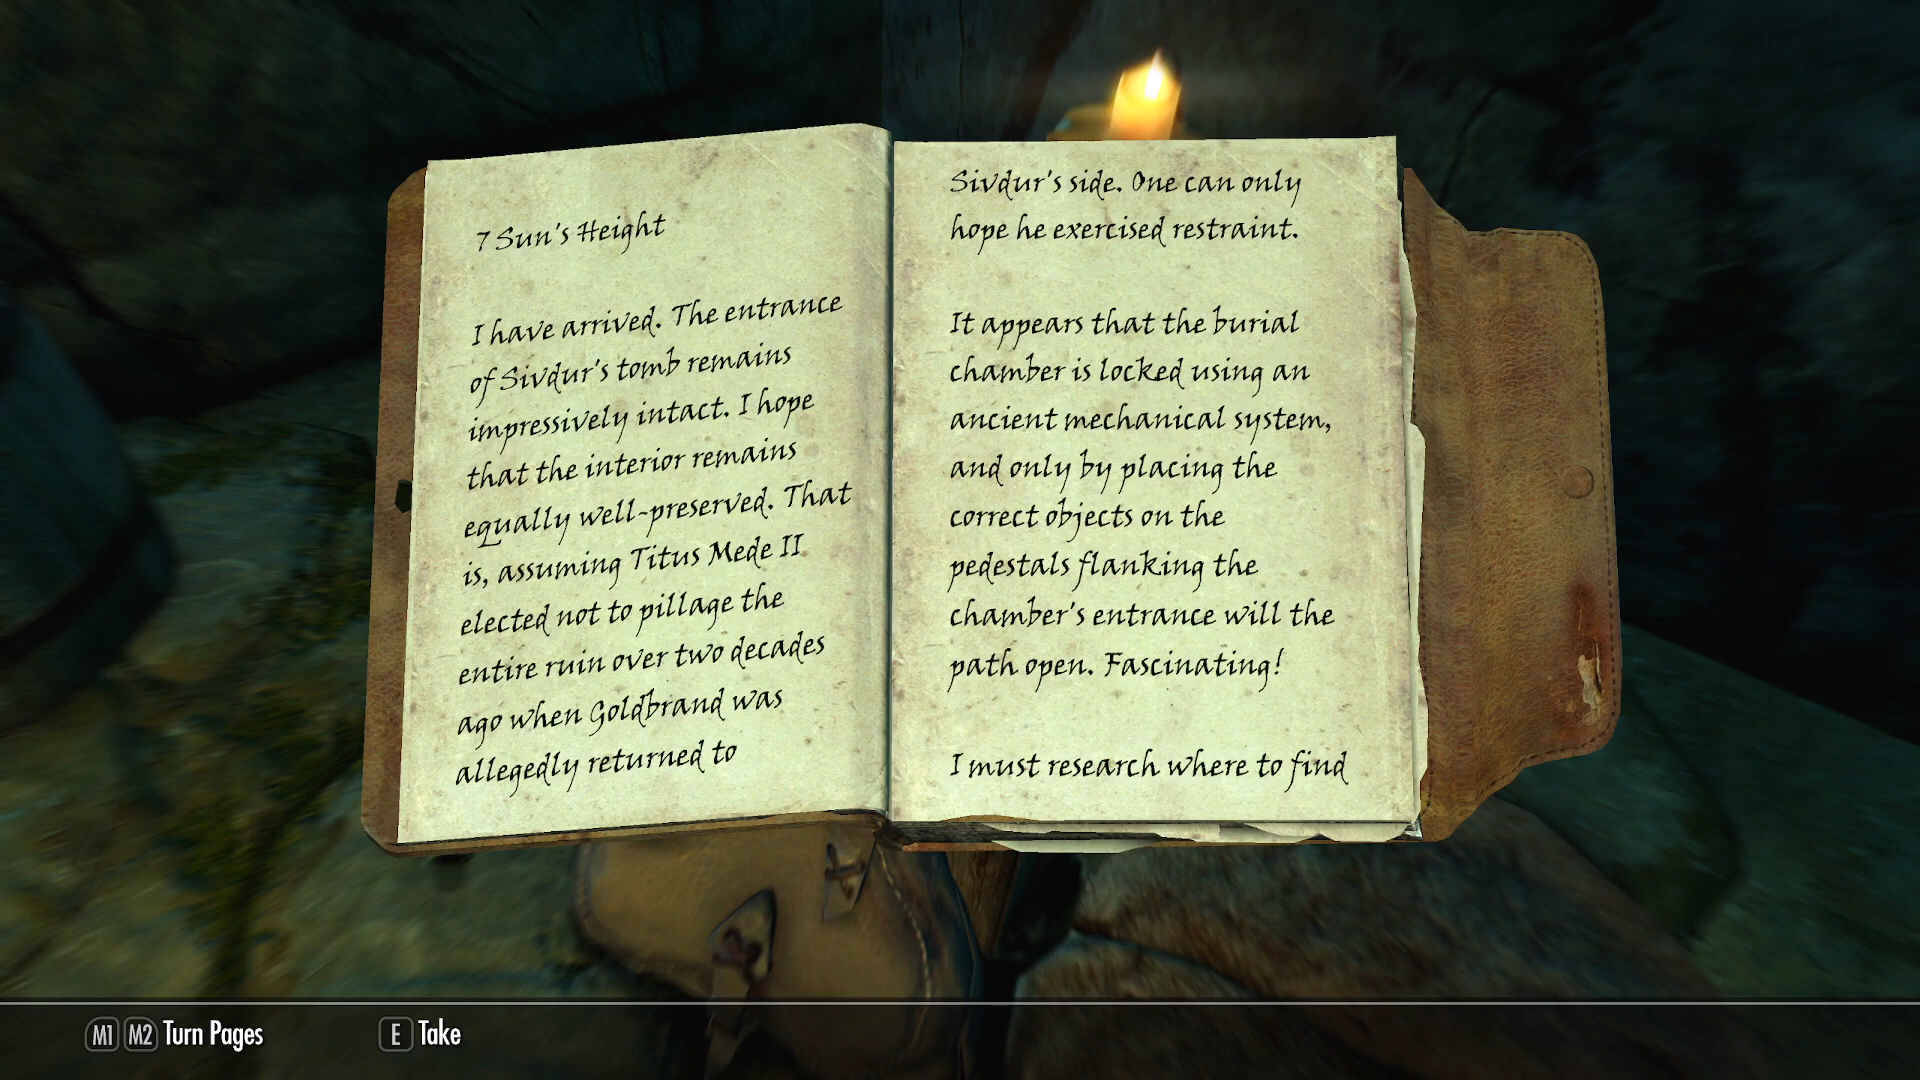 7 Sun's Height
I have arrived. The entrance
of Sivdur's tomb remains
impressively intact. I hope
that the interior remains
equally well-preserved. That
is, assuming Titus Mede II
elected not to pillage the
entire ruin over two decades
ago when Goldbrand was
allegedly returned to
Sivdur's side. One can only
hope he exercised restraint.
It appears that the burial
chamber is locked using an
ancient mechanical system,
and only by placing the
correct objects on the
pedestals flanking the
chamber's entrance will the
path open. Fascinating!
I must research where to find
M1 M2 Turn Pages
E Take